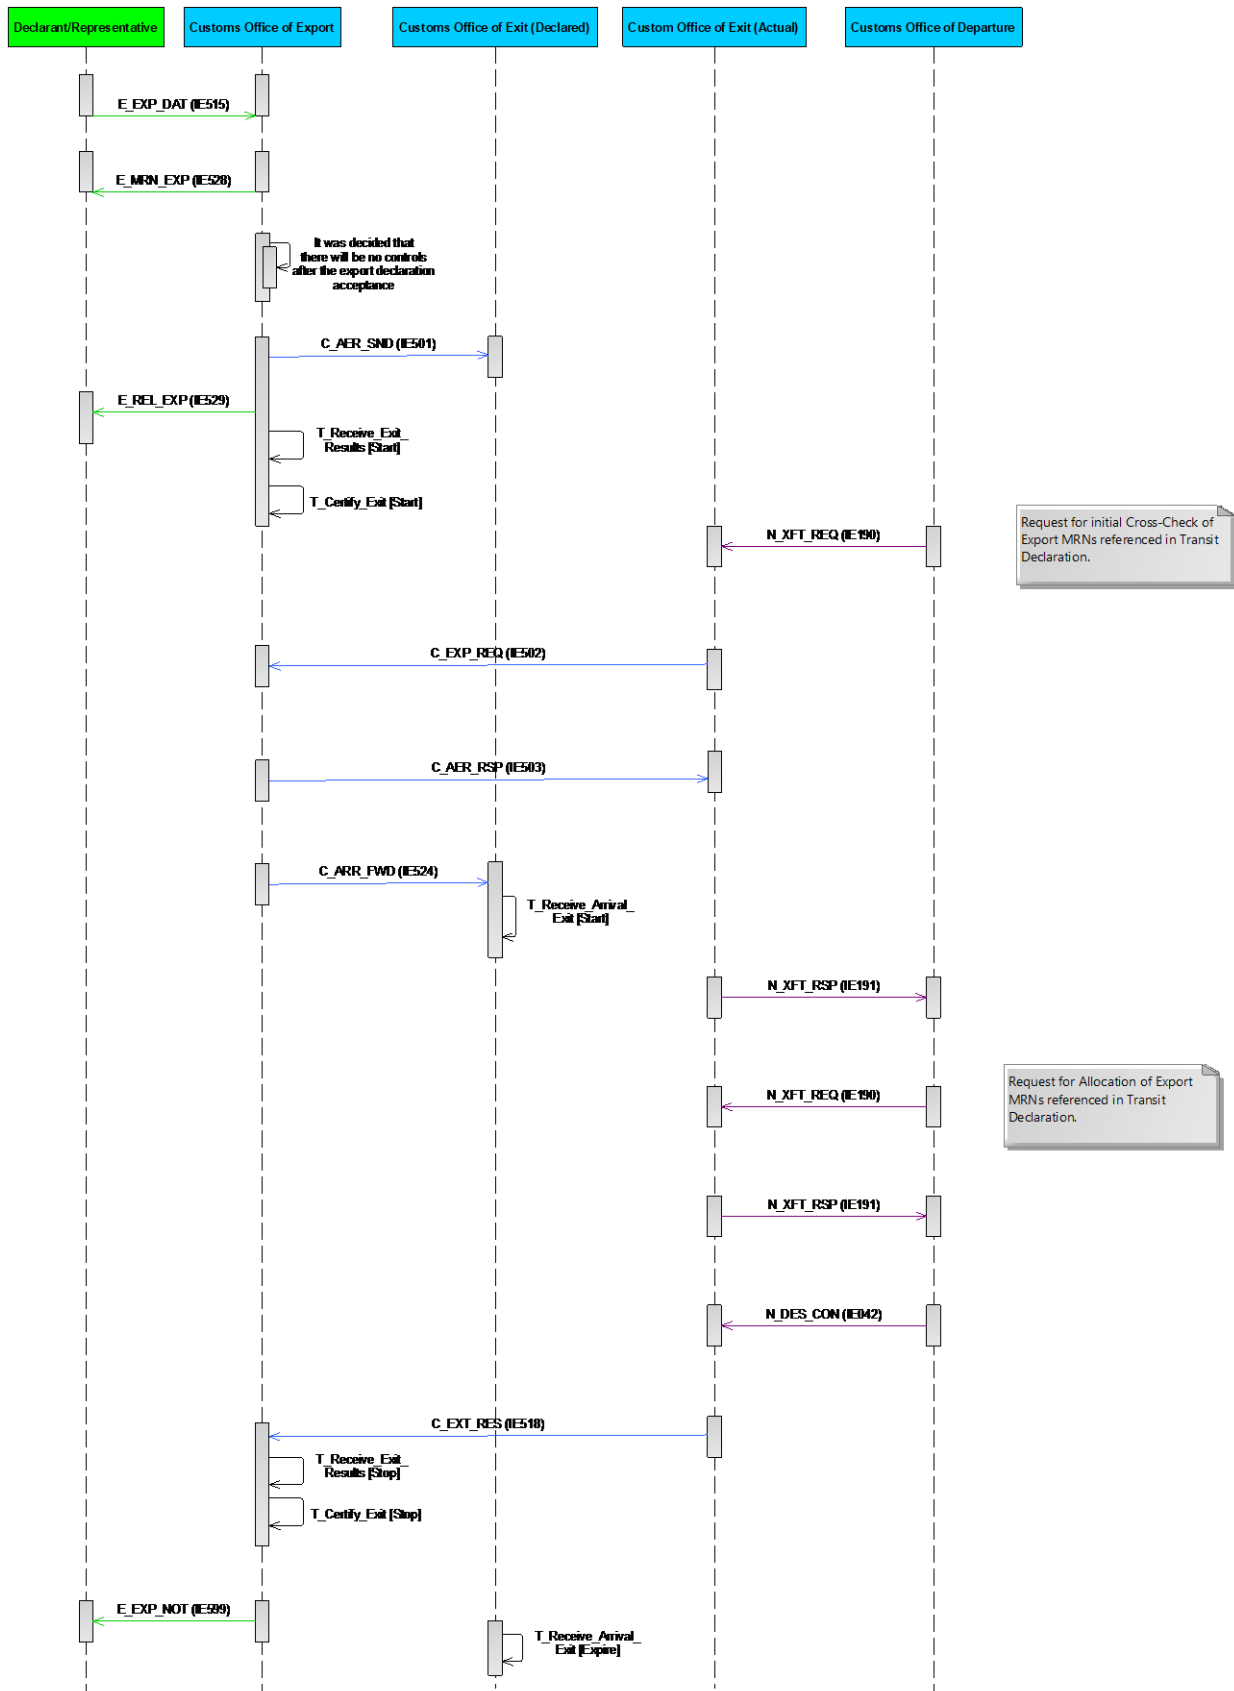 Declarant/Representative
Customs Office of Export
Customs Office of Exit (Declared)
Custom Office of Exit (Actual)
Customs Office of Departure
E_EXP_DAT (IE515)
E_MRN_EXP (IE528)
It was decided that
there will be no controls
after the export declaration
acceptance
C_AER_SND (IE501)
E_REL_EXP (IE529)
T_Receive_Exit_
Results [Start]
T_Certify_Exit [Start]
N_XFT_REQ (IE190)
Request for initial Cross-Check of
Export MRNs referenced in Transit
Declaration.
C_EXP_REQ (IE502)
C_AER_RSP (IE503)
C_ARR_FWD (IE524)
T_Receive_Arrival_
Exit [Start]
N_XFT_RSP (IE191)
Request for Allocation of Export
MRNs referenced in Transit
Declaration.
N_XFT_REQ (IE190)
N_XFT_RSP (IE191)
N_DES_CON (IE042)
C_EXT_RES (IE518)
T_Receive_Exit_
Results [Stop]
T_Certify_Exit [Stop]
E_EXP_NOT (IE599)
T_Receive_Arrival_
Exit [Expire]